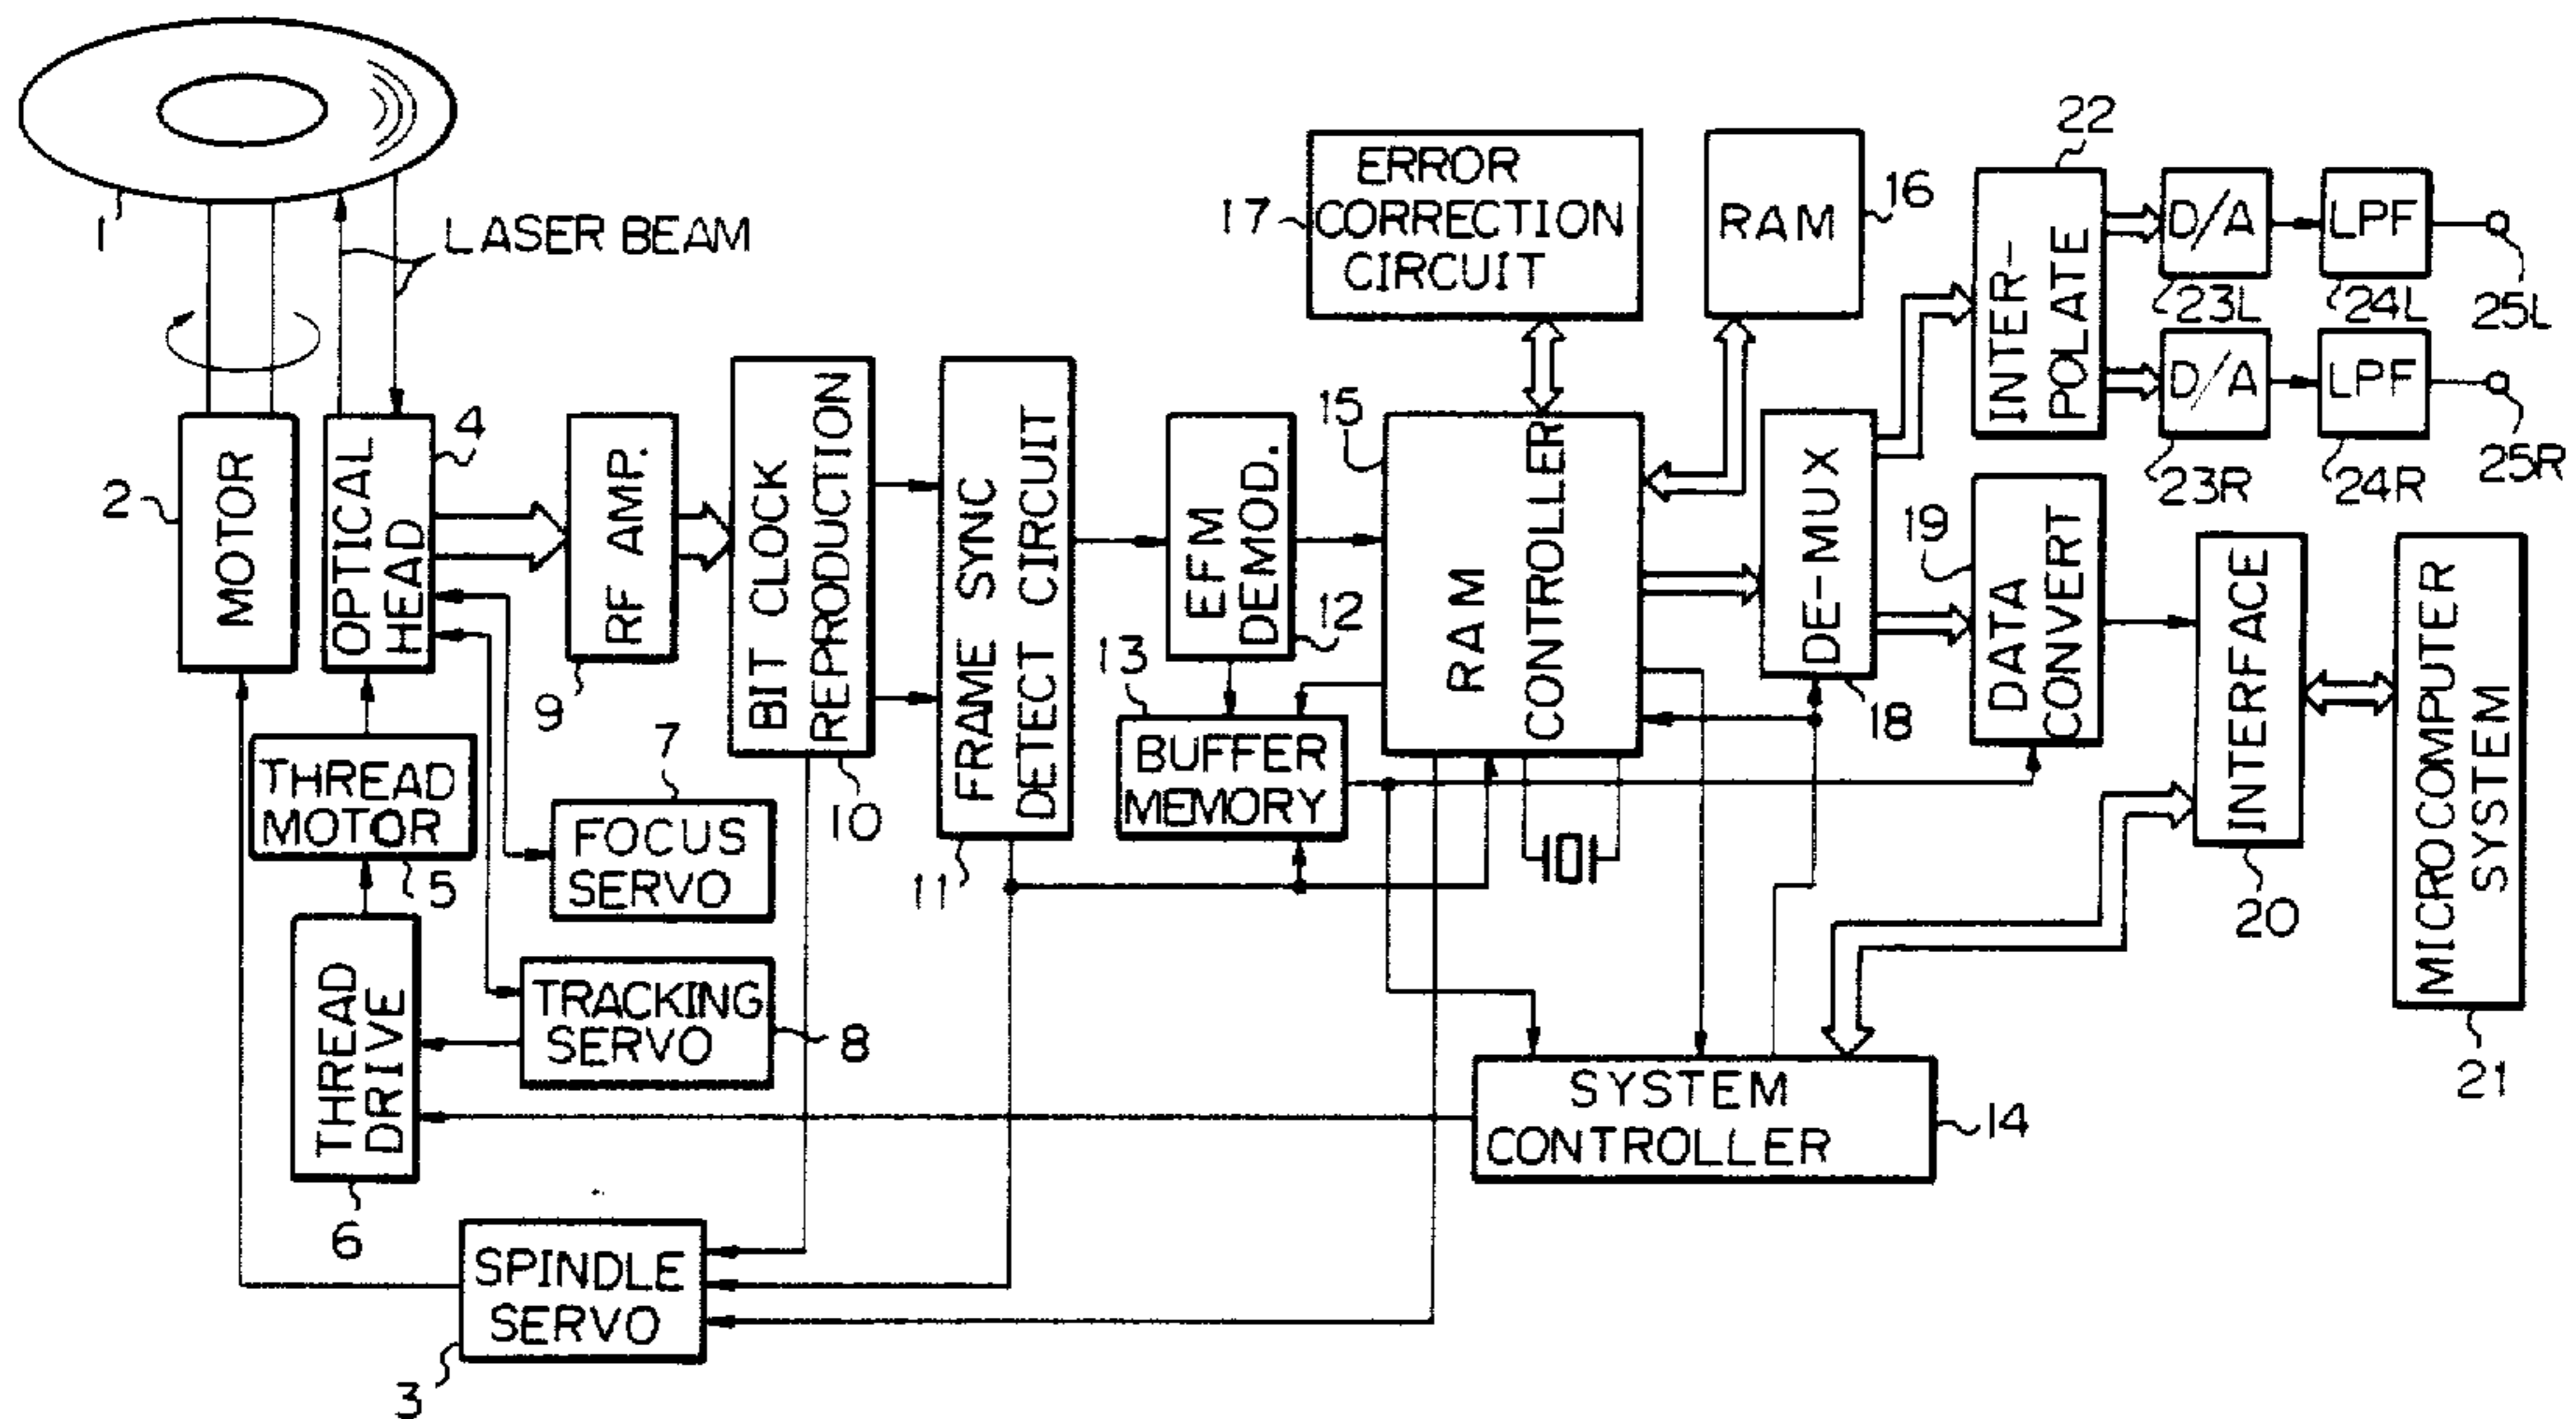 1
LASER BEAM
2
MOTOR
OPTICAL
HEAD
4
RF AMP.
9
BIT CLOCK
REPRODUCTION
10
FRAME SYNC
DETECT CIRCUIT
11
EFM
DEMOD.
12
13
BUFFER
MEMORY
15
RAM
CONTROLLER
17
ERROR
CORRECTION
CIRCUIT
RAM
16
DE-MUX
18
22
INTER-
POLATE
D/A
23L
LPF
24L
25L
D/A
23R
LPF
24R
25R
19
DATA
CONVERT
INTERFACE
20
MICROCOMPUTER
SYSTEM
21
THREAD
MOTOR
5
7
FOCUS
SERVO
THREAD
DRIVE
6
TRACKING
SERVO
8
SYSTEM
CONTROLLER
14
SPINDLE
SERVO
3